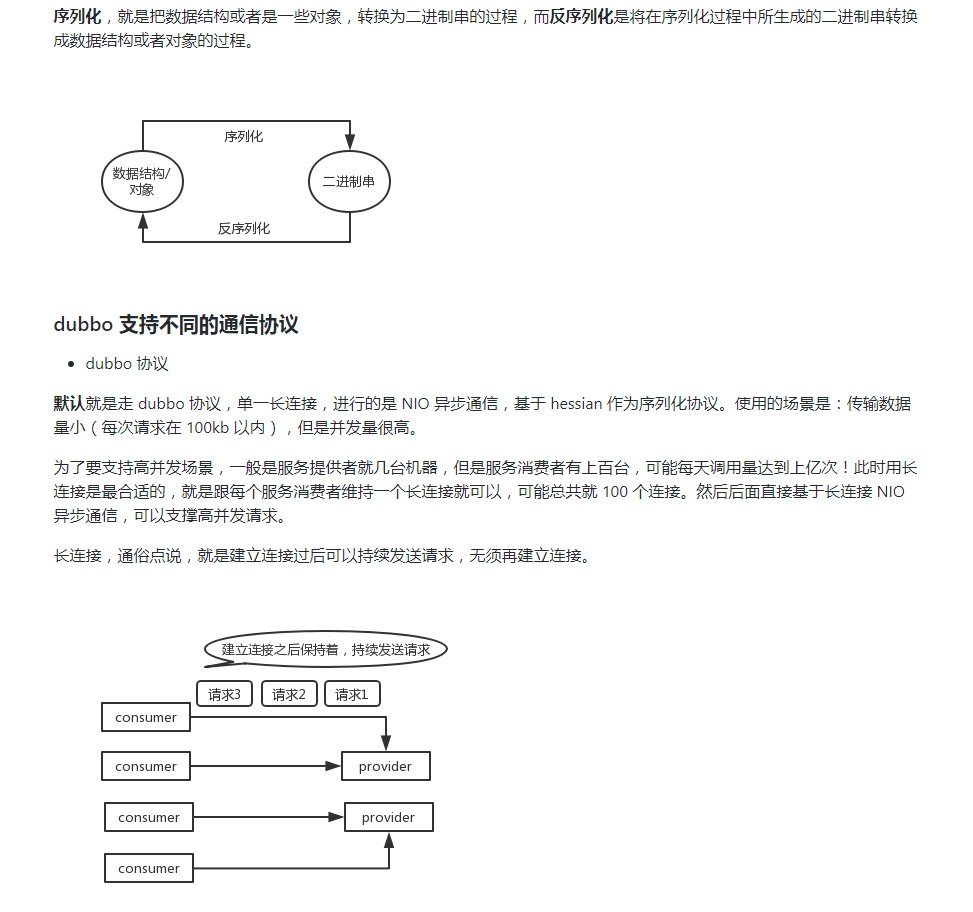 序列化，就是把数据结构或者是一些对象，转换为二进制串的过程，而反序列化是将在序列化过程中所生成的二进制串转换
成数据结构或者对象的过程。
序列化
数据结构/
对象
二进制串
反序列化
dubbo 支持不同的通信协议
• dubbo 协议
默认就是走 dubbo 协议，单一长连接，进行的是 NIO 异步通信，基于 hessian 作为序列化协议。使用的场景是：传输数据
量小（每次请求在 100kb 以内），但是并发量很高。
为了要支持高并发场景，一般是服务提供者就几台机器，但是服务消费者有上百台，可能每天调用量达到上亿次！此时用长
连接是最合适的，就是跟每个服务消费者维持一个长连接就可以，可能总共就 100 个连接。然后后面直接基于长连接 NIO
异步通信，可以支撑高并发请求。
长连接，通俗点说，就是建立连接过后可以持续发送请求，无须再建立连接。
建立连接之后保持着，持续发送请求
请求3 请求2 请求1
consumer
consumer provider
consumer provider
consumer